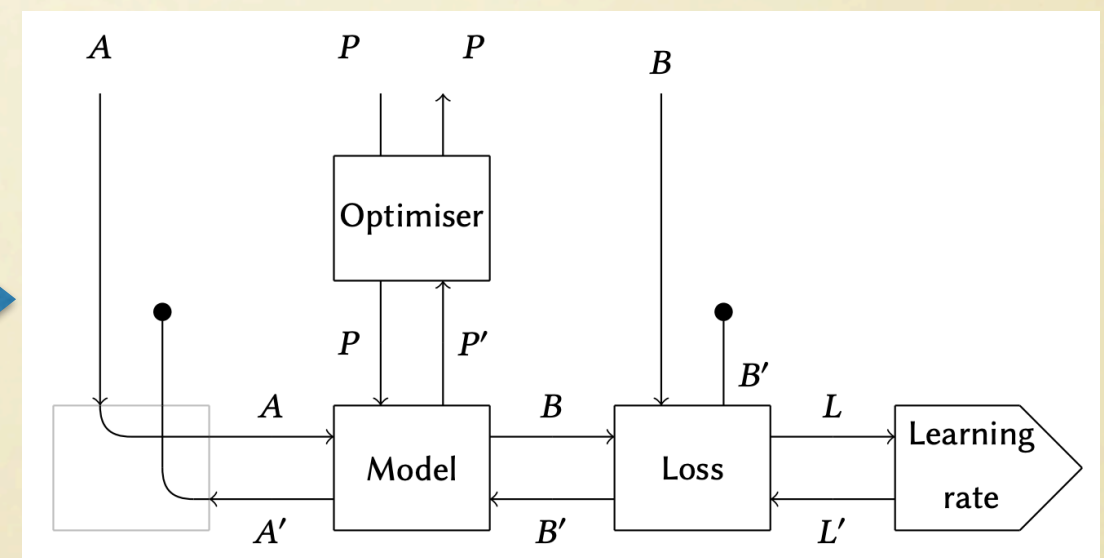 A
P
P
B
Optimiser
P
P′
B′
A
B
L
Learning
rate
Model
Loss
A′
B′
L′